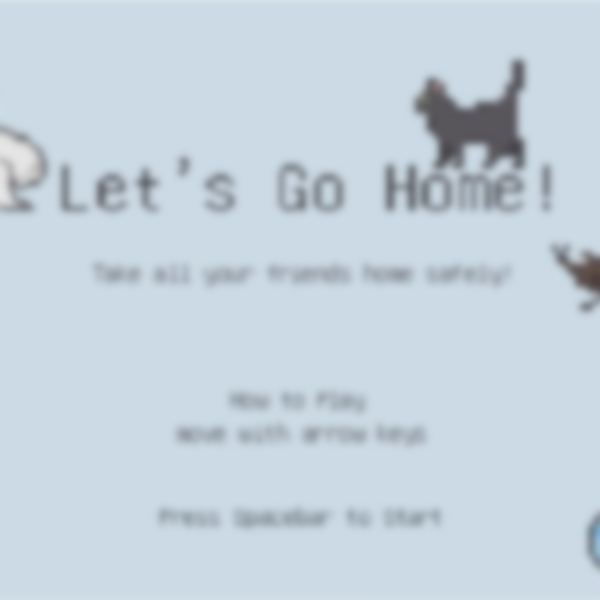 Let's Go Home!
Take all your friends home safely!
How to Play
move with arrow keys
Press Spacebar to Start